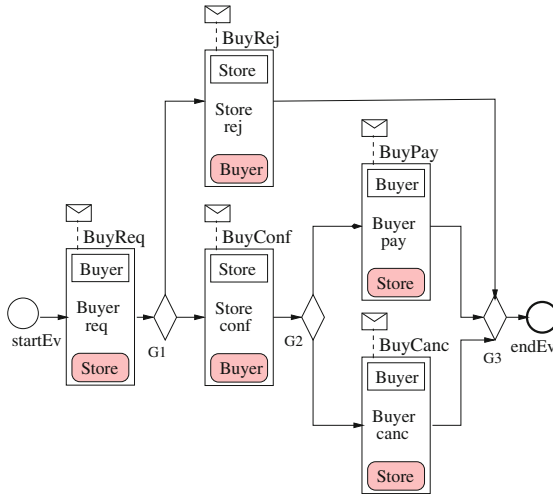 BuyRej
Store
Store
rej
Buyer
BuyPay
Buyer
Buyer
pay
Store
BuyReq
Buyer
Buyer
req
Store
BuyConf
Store
Store
conf
Buyer
startEv
G1
G2
BuyCanc
Buyer
Buyer
canc
Store
G3
endEv